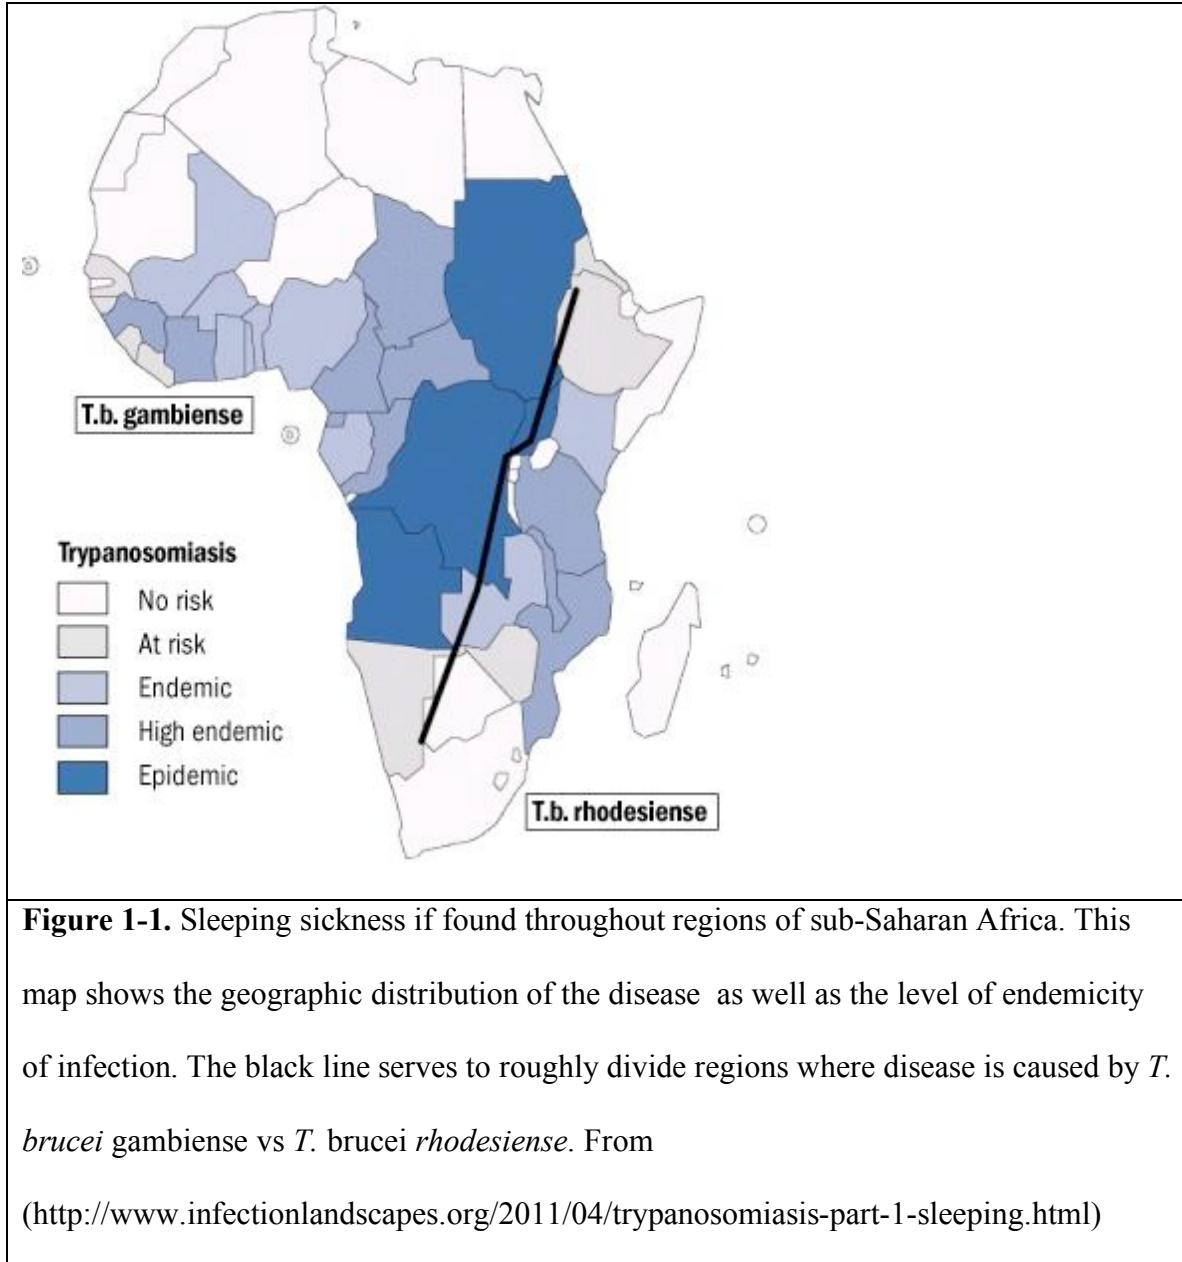 T.b. gambiense
Trypanosomiasis
No risk
At risk
Endemic
High endemic
Epidemic
T.b. rhodesiense
Figure 1-1. Sleeping sickness if found throughout regions of sub-Saharan Africa. This
map shows the geographic distribution of the disease as well as the level of endemicity
of infection. The black line serves to roughly divide regions where disease is caused by T.
brucei gambiense vs T. brucei rhodesiense. From
(http://www.infectionlandscapes.org/2011/04/trypanosomiasis-part-1-sleeping.html)